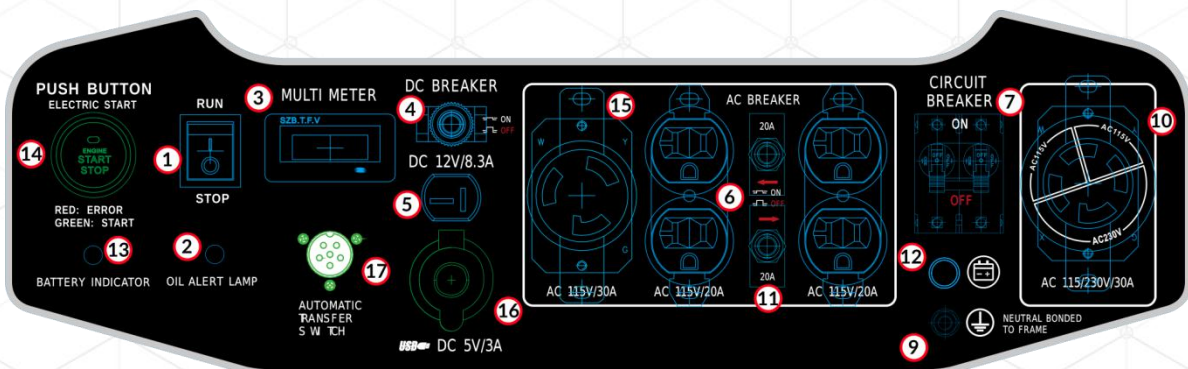 PUSH BUTTON
ELECTRIC START
14
ENGINE
START
STOP
RED: ERROR
GREEN: START
13
BATTERY INDICATOR
RUN
1
STOP
2
OIL ALERT LAMP
3
MULTI METER
SZB.T.F.V
17
AUTOMATIC
TRANSFER
SWITCH
DC BREAKER
4
ON
OFF
DC 12V/8.3A
5
16
USB DC 5V/3A
15
W
Y
G
AC 115V/30A
AC 115V/20A
AC BREAKER
20A
6
ON
OFF
20A
11
AC 115V/20A
CIRCUIT
BREAKER
7
ON
OFF
12
9
NEUTRAL BONDED
TO FRAME
10
AC115V
AC115V
AC230V
AC 115/230V/30A